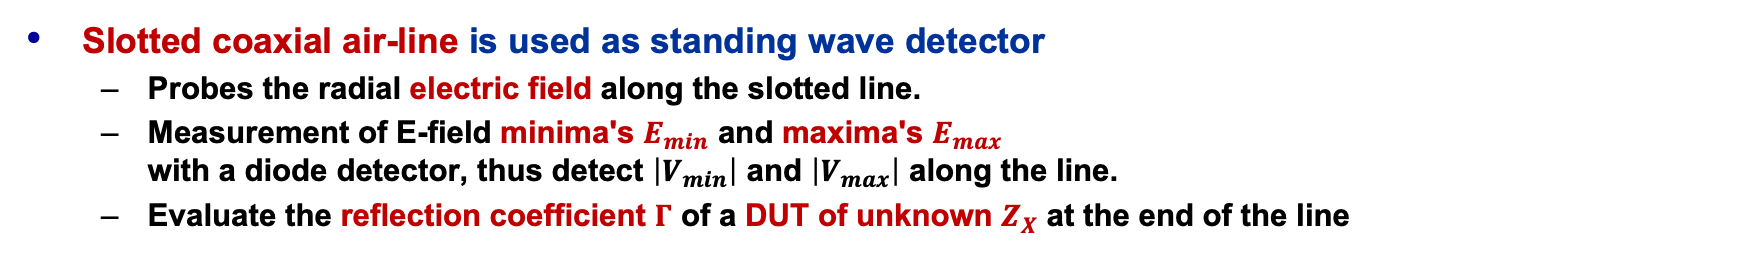 • Slotted coaxial air-line is used as standing wave detector
– Probes the radial electric field along the slotted line.
– Measurement of E-field minima's E_min and maxima's E_max
with a diode detector, thus detect |V_min| and |V_max| along the line.
– Evaluate the reflection coefficient Γ of a DUT of unknown Z_X at the end of the line